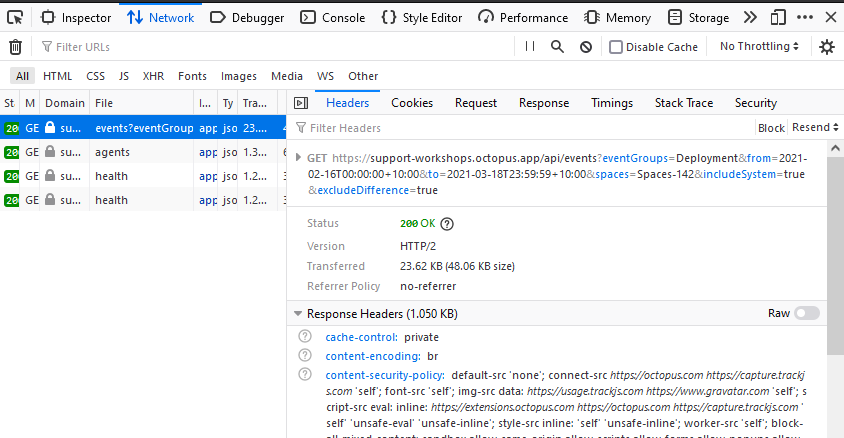 Inspector Network Debugger Console Style Editor Performance Memory Storage
Filter URLs Disable Cache No Throttling
All HTML CSS JS XHR Fonts Images Media WS Other
St M Domain File I... Ty Tra... Headers Cookies Request Response Timings Stack Trace Security
20 GE su... events?eventGroup app jso 23.... 4
Filter Headers Block Resend
20 GE su... agents app jso 1.3... 6
20 GE su... health app jso 1.2... 3
20 GE su... health app jso 1.2... 3
GET https://support-workshops.octopus.app/api/events?eventGroups=Deployment&from=2021-
02-16T00:00:00+10:00&to=2021-03-18T23:59:59+10:00&spaces=Spaces-142&includeSystem=true
&excludeDifference=true
Status 200 OK
Version HTTP/2
Transferred 23.62 KB (48.06 KB size)
Referrer Policy no-referrer
Response Headers (1.050 KB) Raw
cache-control: private
content-encoding: br
content-security-policy: default-src 'none'; connect-src https://octopus.com https://capture.trackj
s.com 'self'; font-src 'self'; img-src data: https://usage.trackjs.com https://www.gravatar.com 'self'; s
cript-src eval: inline: https://extensions.octopus.com https://octopus.com https://capture.trackjs.com '
self' 'unsafe-eval' 'unsafe-inline'; style-src inline: 'self' 'unsafe-inline'; worker-src 'self'; block-